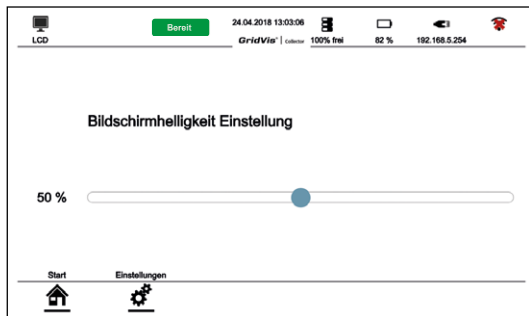 Bereit
24.04.2018 13:03:06
LCD
GridVis® | Collector
100% frei
82 %
192.168.5.254
Bildschirmhelligkeit Einstellung
50 %
Start
Einstellungen